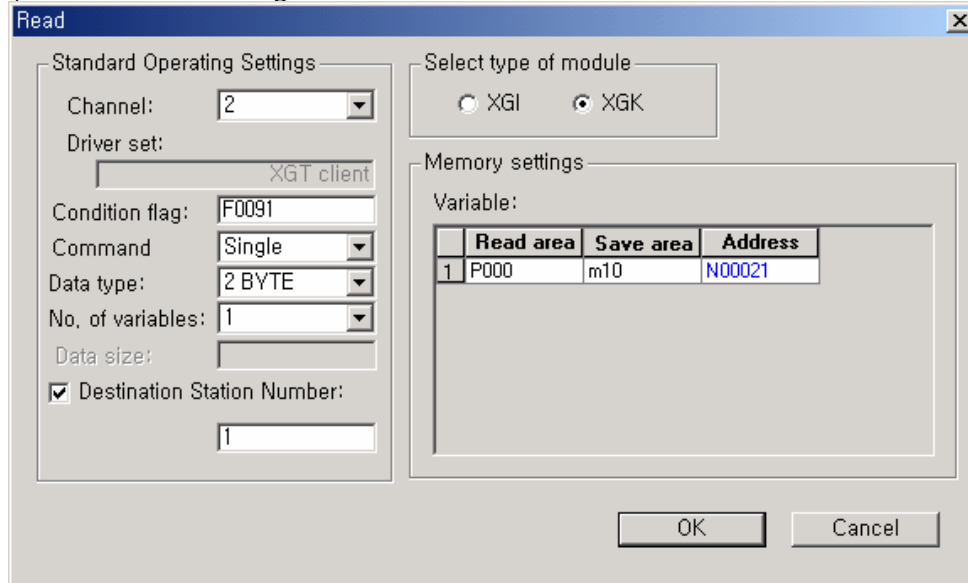 Read
Standard Operating Settings
Channel: 2
Driver set:
XGT client
Condition flag: F0091
Command Single
Data type: 2 BYTE
No, of variables: 1
Data size:
Destination Station Number:
1
Select type of module
XGI XGK
Memory settings
Variable:
Read area Save area Address
1 P000 m10 N00021
OK Cancel